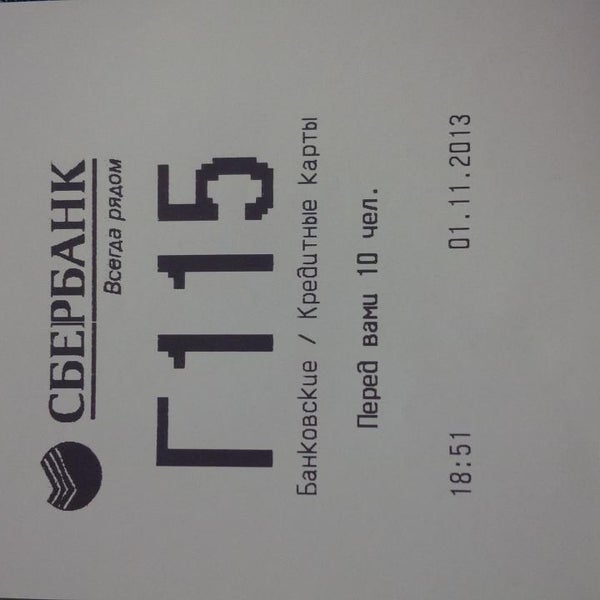 СБЕРБАНК
Всегда рядом
Г115
Банковские / Кредитные карты
Перед вами 10 чел.
18:51 01.11.2013